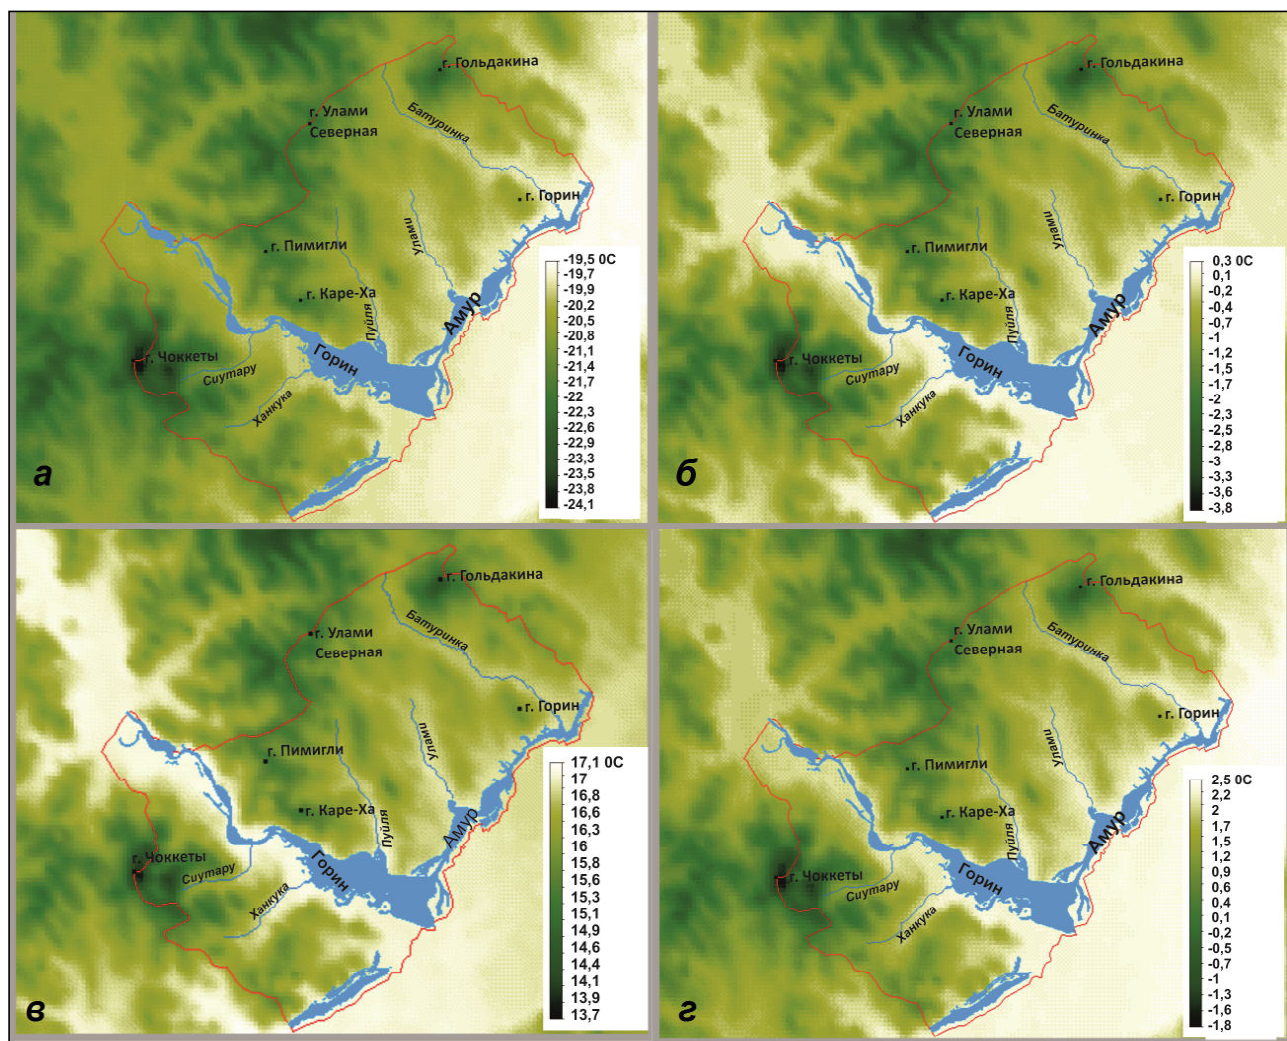 г. Гольдакина
г. Улами
Северная
Батуринка
г. Горин
Улами
г. Пимигли
г. Каре-Ха
Пуйля
Амур
Горин
г. Чоккеты
Сиутару
Ханкука
-19,5 0С
-19,7
-19,9
-20,2
-20,5
-20,8
-21,1
-21,4
-21,7
-22
-22,3
-22,6
-22,9
-23,3
-23,5
-23,8
-24,1
а
г. Гольдакина
г. Улами
Северная
Батуринка
г. Горин
Улами
г. Пимигли
г. Каре-Ха
Пуйля
Амур
Горин
г. Чоккеты
Сиутару
Ханкука
0,3 0С
0,1
-0,2
-0,4
-0,7
-1
-1,2
-1,5
-1,7
-2
-2,3
-2,5
-2,8
-3
-3,3
-3,6
-3,8
б
г. Гольдакина
г. Улами
Северная
Батуринка
г. Горин
Улами
г. Пимигли
г. Каре-Ха
Пуйля
Амур
Горин
г. Чоккеты
Сиутару
Ханкука
17,1 0С
17
16,8
16,6
16,3
16
15,8
15,6
15,3
15,1
14,9
14,6
14,4
14,1
13,9
13,7
в
г. Гольдакина
г. Улами
Северная
Батуринка
г. Горин
Улами
г. Пимигли
г. Каре-Ха
Пуйля
Амур
Горин
г. Чоккеты
Сиутару
Ханкука
2,5 0С
2,2
2
1,7
1,5
1,2
0,9
0,6
0,4
0,1
-0,2
-0,5
-0,7
-1
-1,3
-1,6
-1,8
г